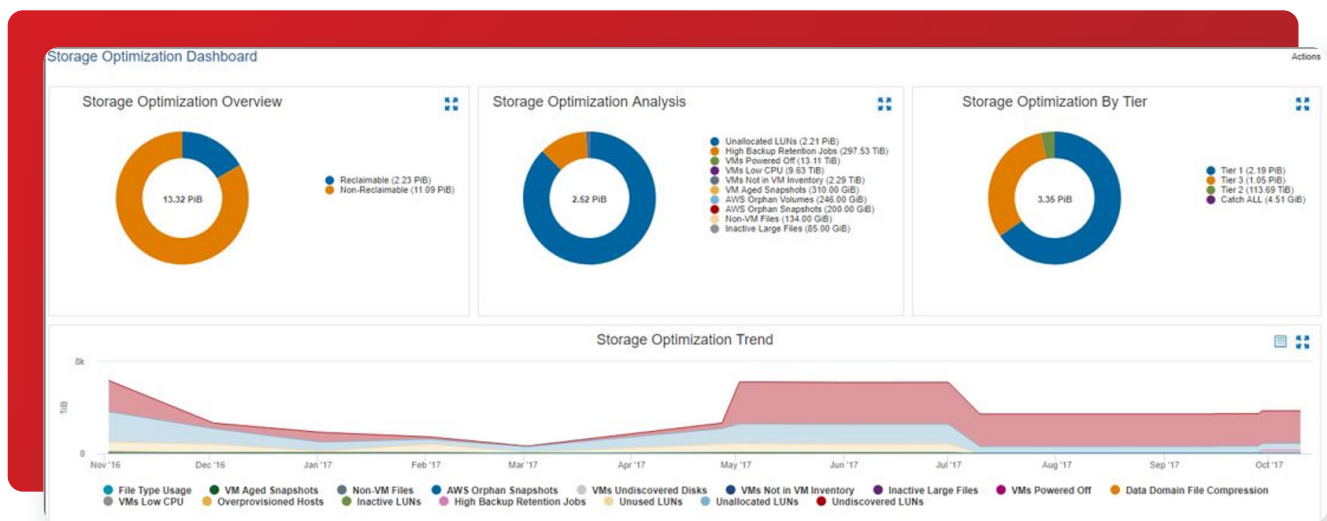 Storage Optimization Dashboard
Actions
Storage Optimization Overview
13.32 PiB
Reclaimable (2.23 PiB)
Non-Reclaimable (11.09 PiB)
Storage Optimization Analysis
2.52 PiB
Unallocated LUNs (2.21 PiB)
High Backup Retention Jobs (297.53 TiB)
VMs Powered Off (13.11 TiB)
VMs Low CPU (9.63 TiB)
VMs Not in VM Inventory (2.29 TiB)
VM Aged Snapshots (310.00 GiB)
AWS Orphan Volumes (246.00 GiB)
AWS Orphan Snapshots (200.00 GiB)
Non-VM Files (134.00 GiB)
Inactive Large Files (85.00 GiB)
Storage Optimization By Tier
3.35 PiB
Tier 1 (2.19 PiB)
Tier 3 (1.05 PiB)
Tier 2 (113.69 TiB)
Catch ALL (4.51 GiB)
Storage Optimization Trend
TiB
0
Nov '16 Dec '16 Jan '17 Feb '17 Mar '17 Apr '17 May '17 Jun '17 Jul '17 Aug '17 Sep '17 Oct '17
File Type Usage VM Aged Snapshots Non-VM Files AWS Orphan Snapshots VMs Undiscovered Disks VMs Not in VM Inventory Inactive Large Files VMs Powered Off Data Domain File Compression
VMs Low CPU Overprovisioned Hosts Inactive LUNs High Backup Retention Jobs Unused LUNs Unallocated LUNs Undiscovered LUNs